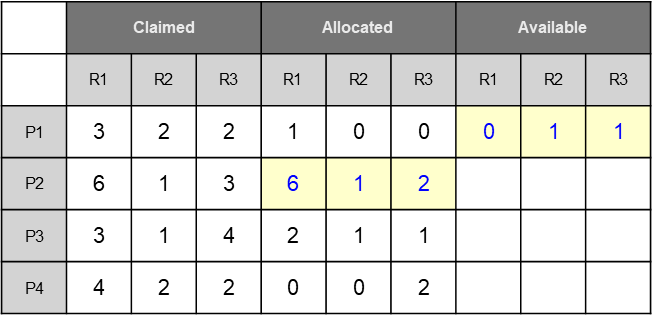 Claimed Allocated Available
R1 R2 R3 R1 R2 R3 R1 R2 R3
P1 3 2 2 1 0 0 0 1 1
P2 6 1 3 6 1 2
P3 3 1 4 2 1 1
P4 4 2 2 0 0 2